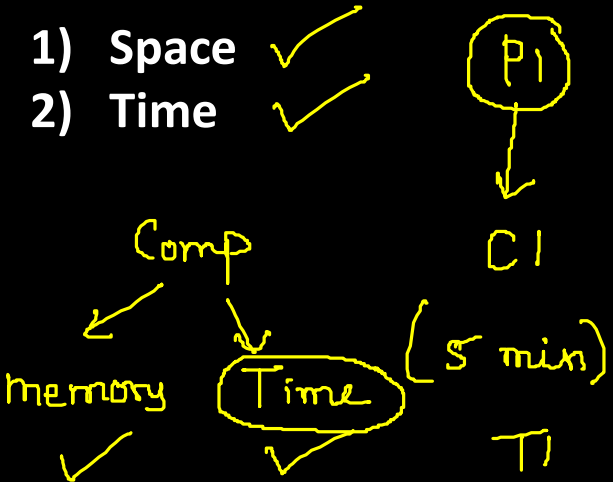 1) Space
2) Time
P1
Comp
C1
memory
Time
(5 min)
T1